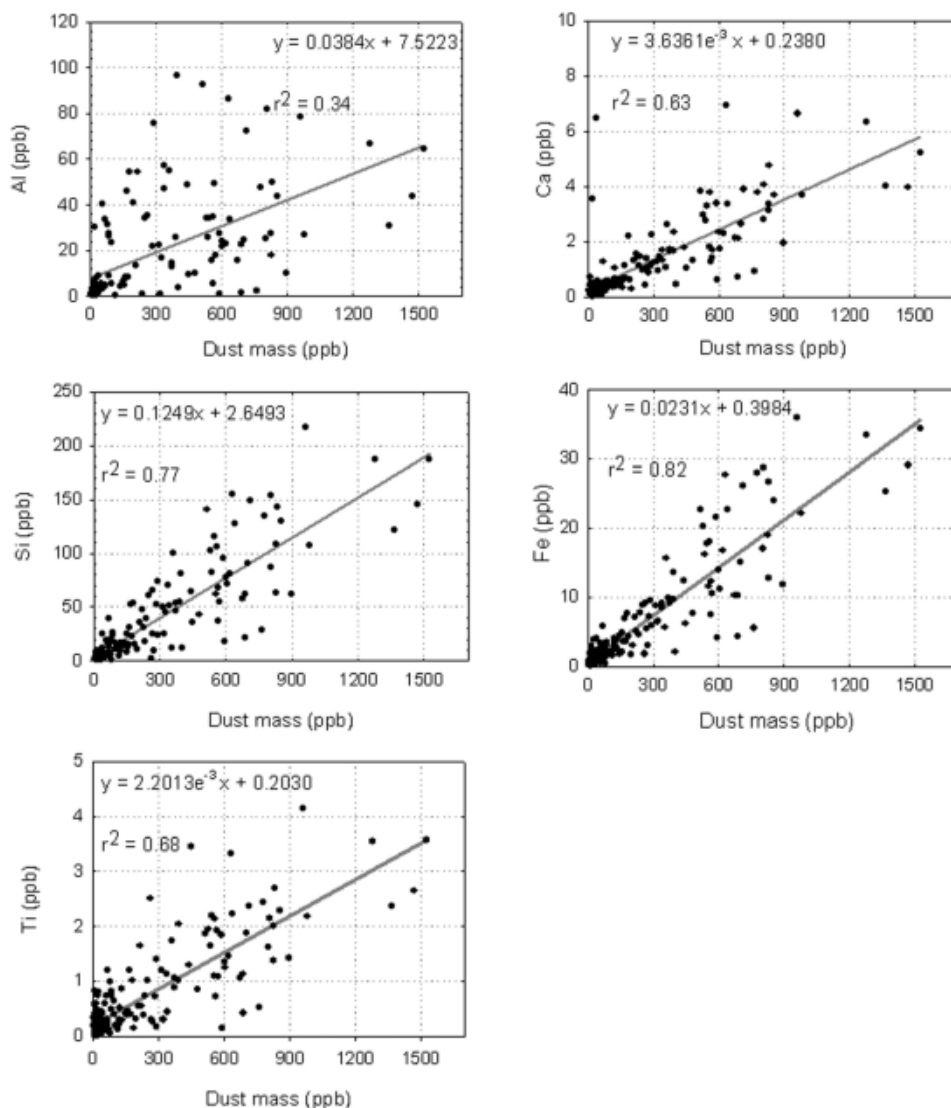 y = 0.0384x + 7.5223
r² = 0.34
Al (ppb)
120
100
80
60
40
20
0
0 300 600 900 1200 1500
Dust mass (ppb)
y = 3.6361e⁻³ x + 0.2380
r² = 0.63
Ca (ppb)
10
8
6
4
2
0
0 300 600 900 1200 1500
Dust mass (ppb)
y = 0.1249x + 2.6493
r² = 0.77
Si (ppb)
250
200
150
100
50
0
0 300 600 900 1200 1500
Dust mass (ppb)
y = 0.0231x + 0.3984
r² = 0.82
Fe (ppb)
40
30
20
10
0
0 300 600 900 1200 1500
Dust mass (ppb)
y = 2.2013e⁻³ x + 0.2030
r² = 0.68
Ti (ppb)
5
4
3
2
1
0
0 300 600 900 1200 1500
Dust mass (ppb)